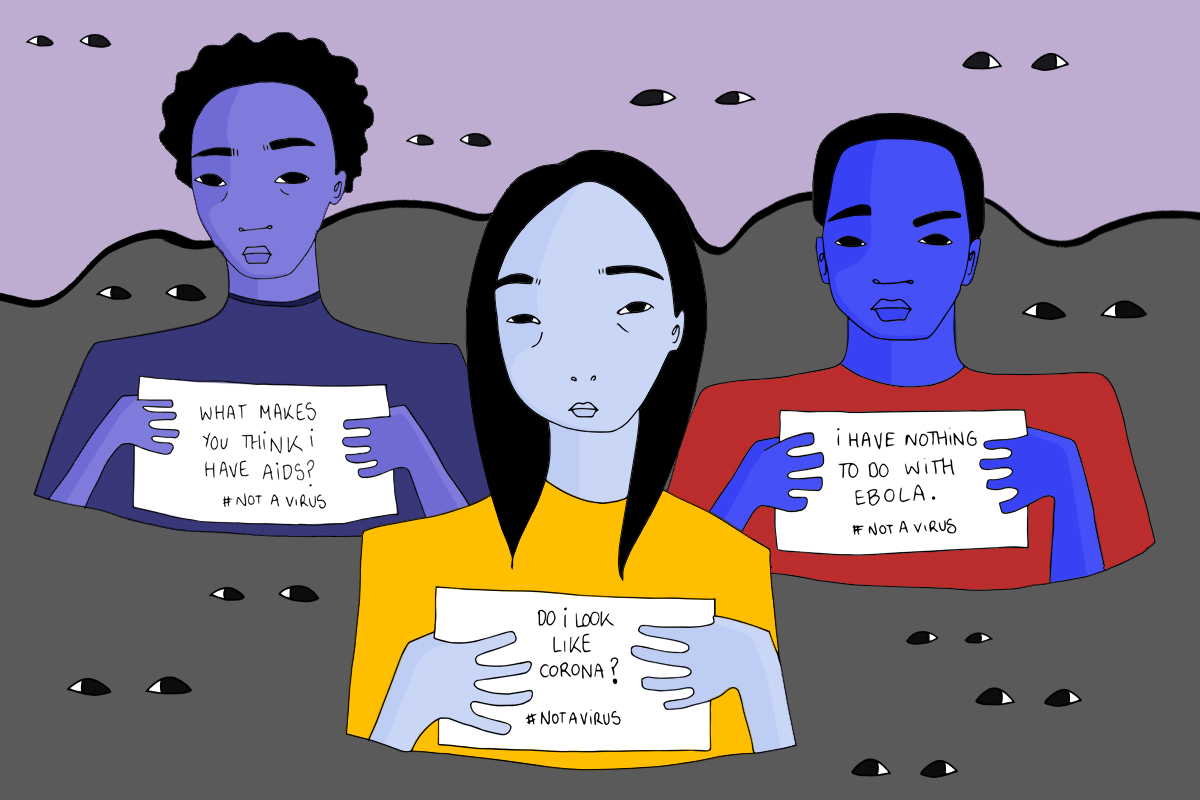 WHAT MAKES
YOU THiNK i
HAVE AiDS?
#NOT A ViRUS
DO i LOOK
LiKE
CORONA?
#NOTAViRUS
i HAVE NOTHiNG
TO DO WiTH
EBOLA.
#NOT A ViRUS